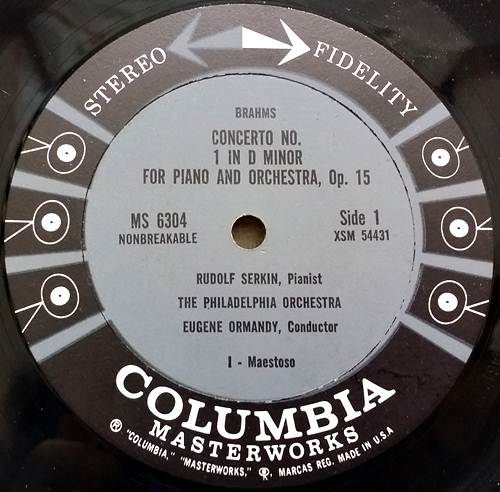 STEREO FIDELITY
BRAHMS
CONCERTO NO.
1 IN D MINOR
FOR PIANO AND ORCHESTRA, Op. 15
MS 6304
NONBREAKABLE
Side 1
XSM 54431
RUDOLF SERKIN, Pianist
THE PHILADELPHIA ORCHESTRA
EUGENE ORMANDY, Conductor
I - Maestoso
COLUMBIA
MASTERWORKS
® "COLUMBIA," "MASTERWORKS," MARCAS REG. MADE IN U.S.A